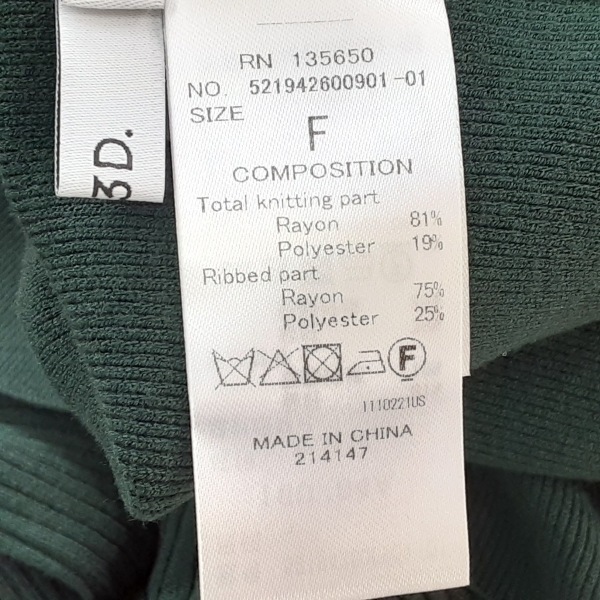 3D.
RN 135650
NO. 521942600901-01
SIZE
F
COMPOSITION
Total knitting part
Rayon 81%
Polyester 19%
Ribbed part
Rayon 75%
Polyester 25%
F
1110221US
MADE IN CHINA
214147